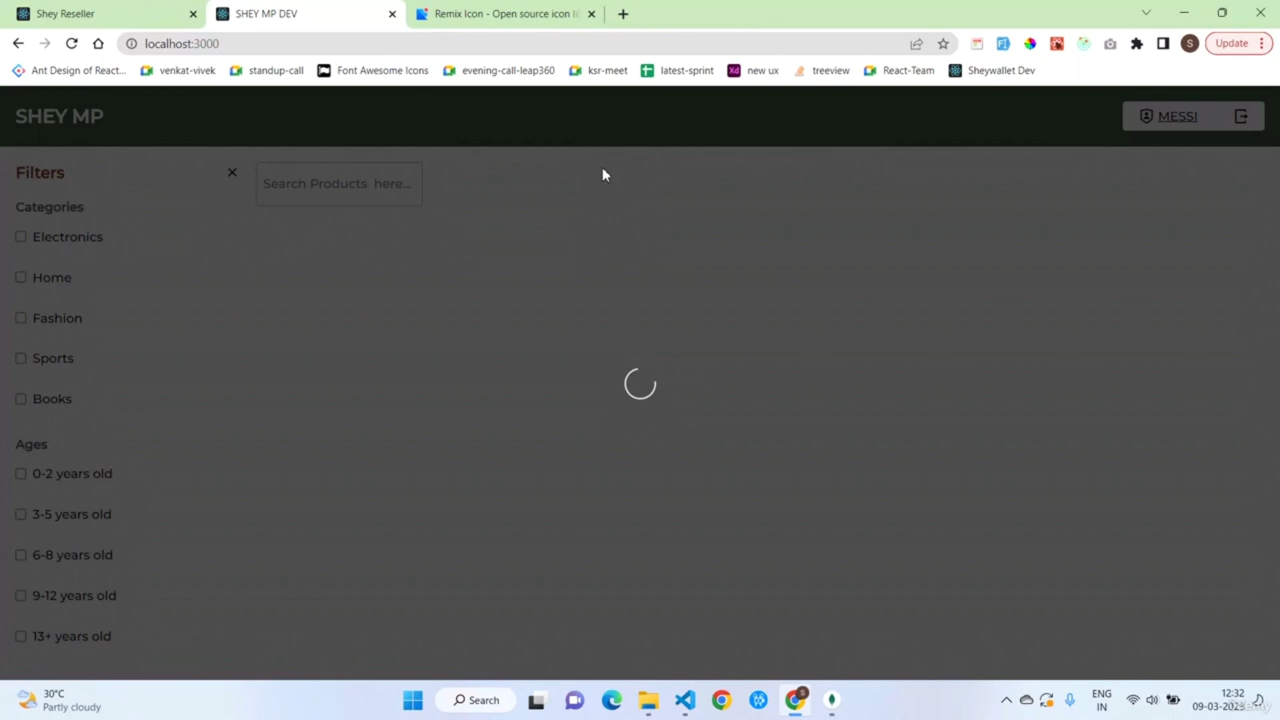 Shey Reseller
SHEY MP DEV
Remix Icon - Open source icon li
localhost:3000
Update
Ant Design of React...
venkat-vivek
standup-call
Font Awesome Icons
evening-call-leap360
ksr-meet
latest-sprint
Xd
new ux
treeview
React-Team
Sheywallet Dev
SHEY MP
MESSI
Filters
Search Products here...
Categories
Electronics
Home
Fashion
Sports
Books
Ages
0-2 years old
3-5 years old
6-8 years old
9-12 years old
13+ years old
30°C
Partly cloudy
Search
ENG
IN
12:32
09-03-2023